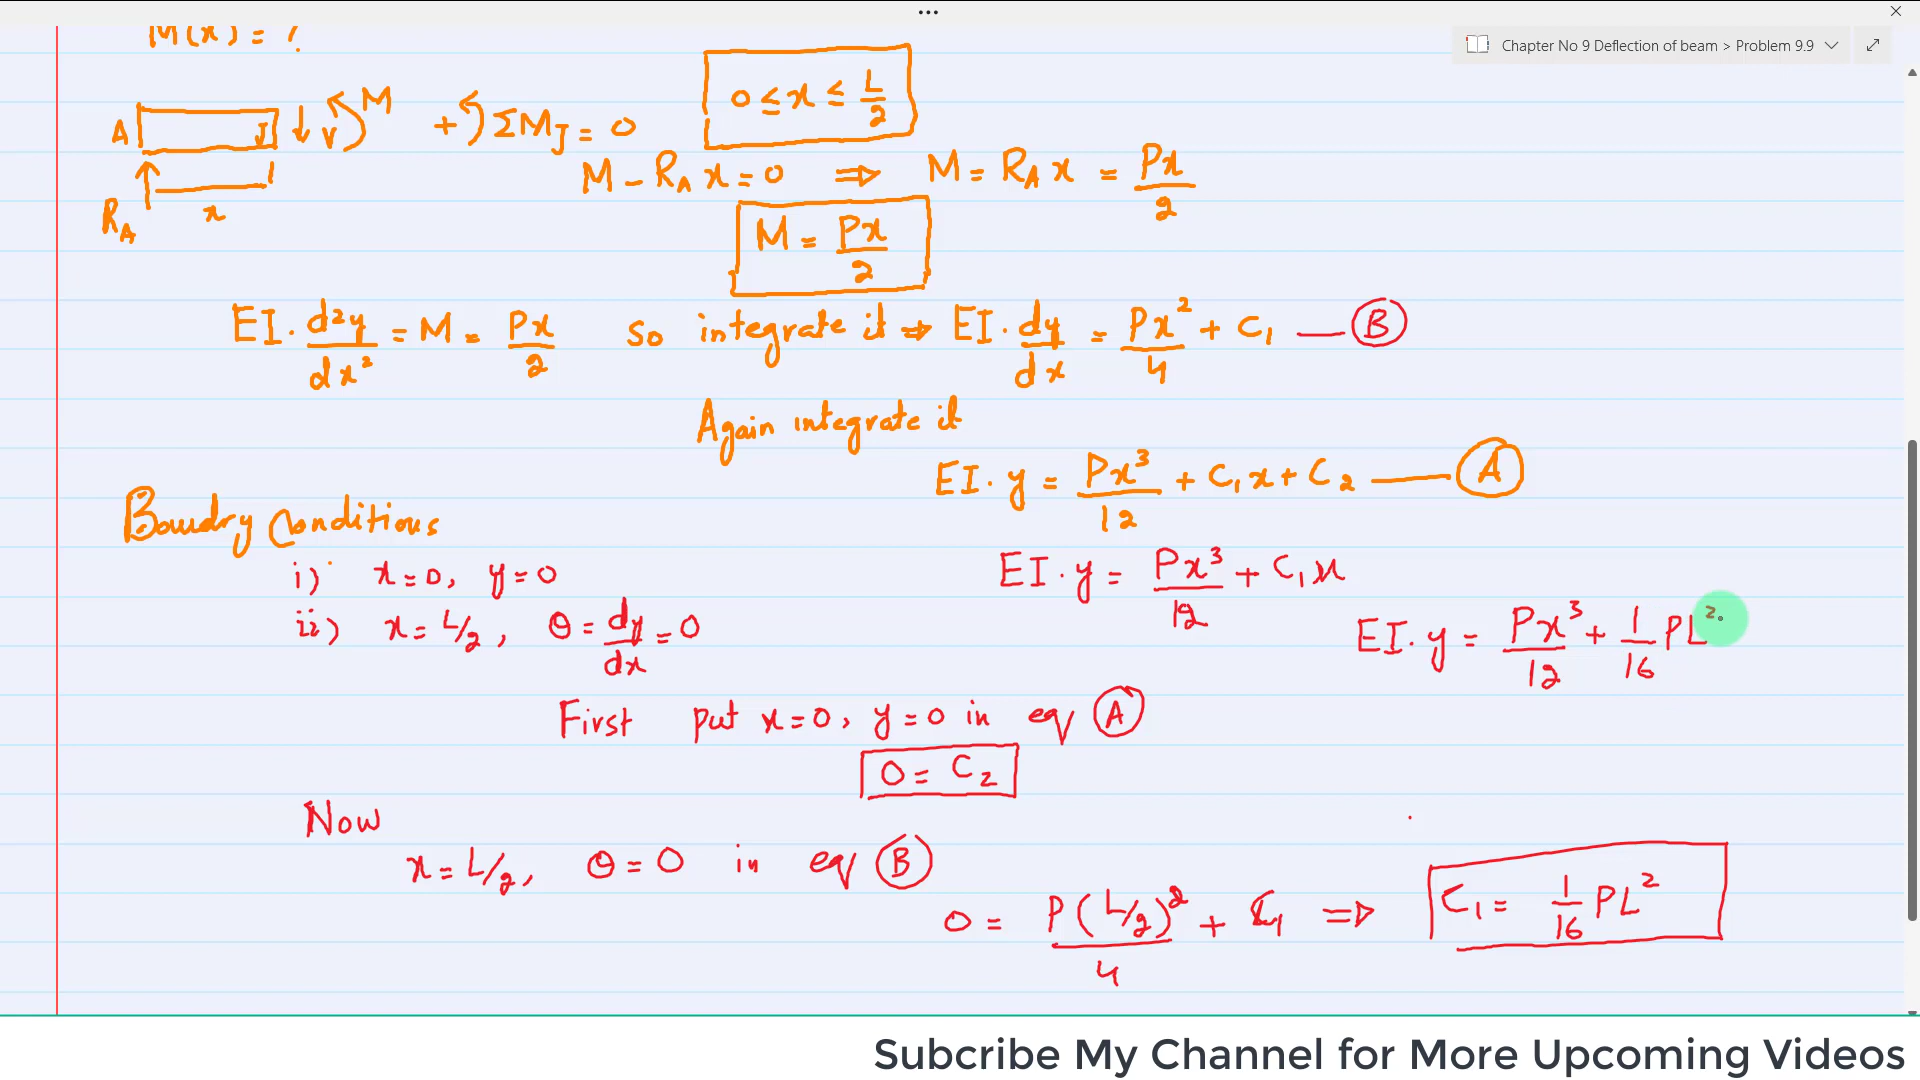 Chapter No 9 Deflection of beam > Problem 9.9
M(x) = ?
0 ≤ x ≤ L/2
A J V M
R_A x
+ ΣM_J = 0
M - R_A x = 0 ⇒ M = R_A x = Px/2
M = Px/2
EI. d2y/dx² = M = Px/2 So integrate it ⇒ EI. dy/dx = Px²/4 + C₁ — B
Again integrate it
EI. y = Px³/12 + C₁x + C₂ — A
Boundry Conditions
EI. y = Px³/12 + C₁x
i) x = 0, y = 0
ii) x = L/2, θ = dy/dx = 0
EI. y = Px³/12 + 1/16 PL²
First put x = 0, y = 0 in eq A
0 = C₂
Now
x = L/2, θ = 0 in eq B
0 = P(L/2)²/4 + C₁ ⇒ C₁ = 1/16 PL²
Subcribe My Channel for More Upcoming Videos